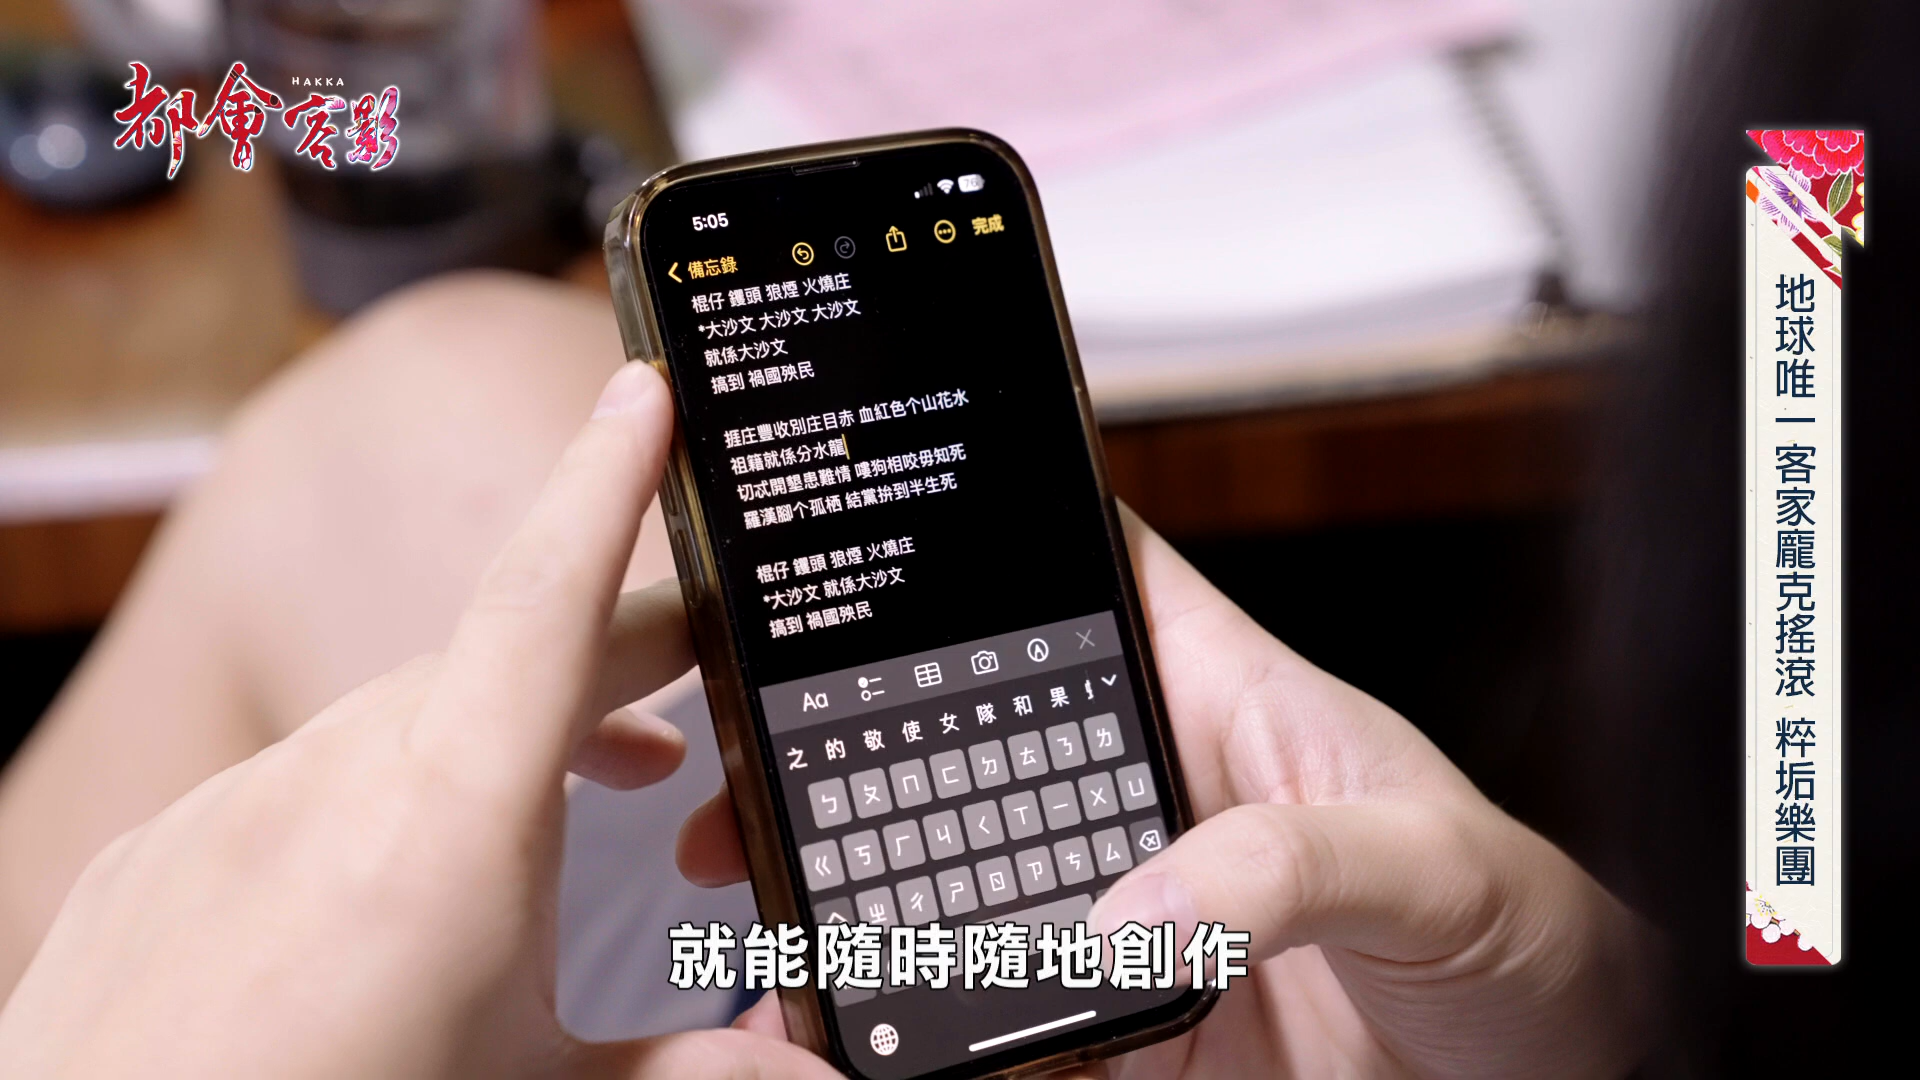 都會客影
HAKKA
5:05
76
備忘錄
完成
棍仔 鑊頭 狼煙 火燒庄
*大沙文 大沙文 大沙文
就係大沙文
搞到 禍國殃民
捱庄豐收別庄目赤 血紅色个山花水
祖籍就係分水龍
切忒開墾患難情 嘍狗相咬毋知死
羅漢腳个孤栖 結黨拚到半生死
棍仔 鑊頭 狼煙 火燒庄
*大沙文 就係大沙文
搞到 禍國殃民
Aa
之 的 敬 使 女 隊 和 果
ㄅ ㄆ ㄇ ㄈ ㄉ ㄊ ㄋ ㄌ
ㄍ ㄎ ㄏ ㄐ ㄑ ㄒ ㄧ ㄨ ㄩ
ㄓ ㄔ ㄕ ㄖ ㄗ ㄘ ㄙ
就能隨時隨地創作
地球唯一客家龐克搖滾 粹垢樂團